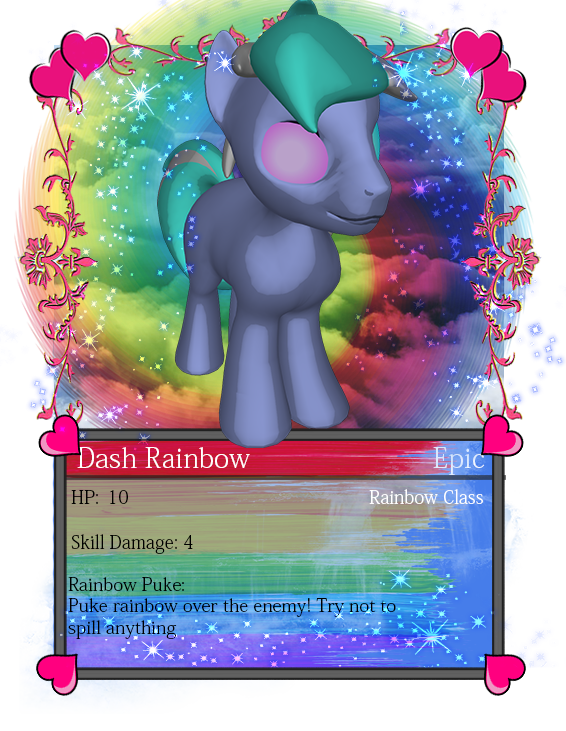 Dash Rainbow Epic
HP: 10 Rainbow Class
Skill Damage: 4
Rainbow Puke:
Puke rainbow over the enemy! Try not to
spill anything